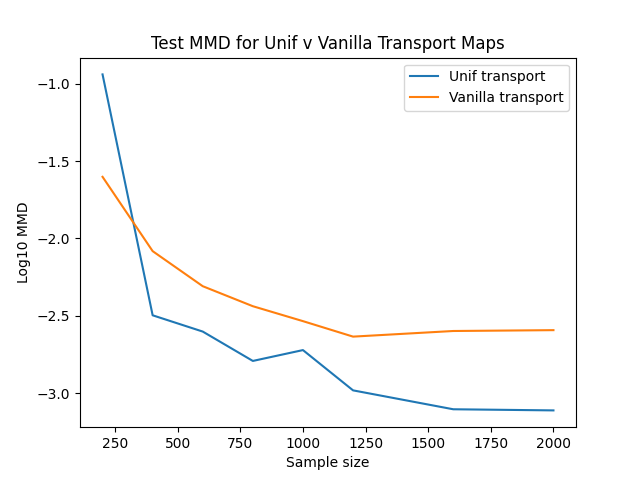 Test MMD for Unif v Vanilla Transport Maps
Unif transport
Vanilla transport
Log10 MMD
−1.0
−1.5
−2.0
−2.5
−3.0
250
500
750
1000
1250
1500
1750
2000
Sample size